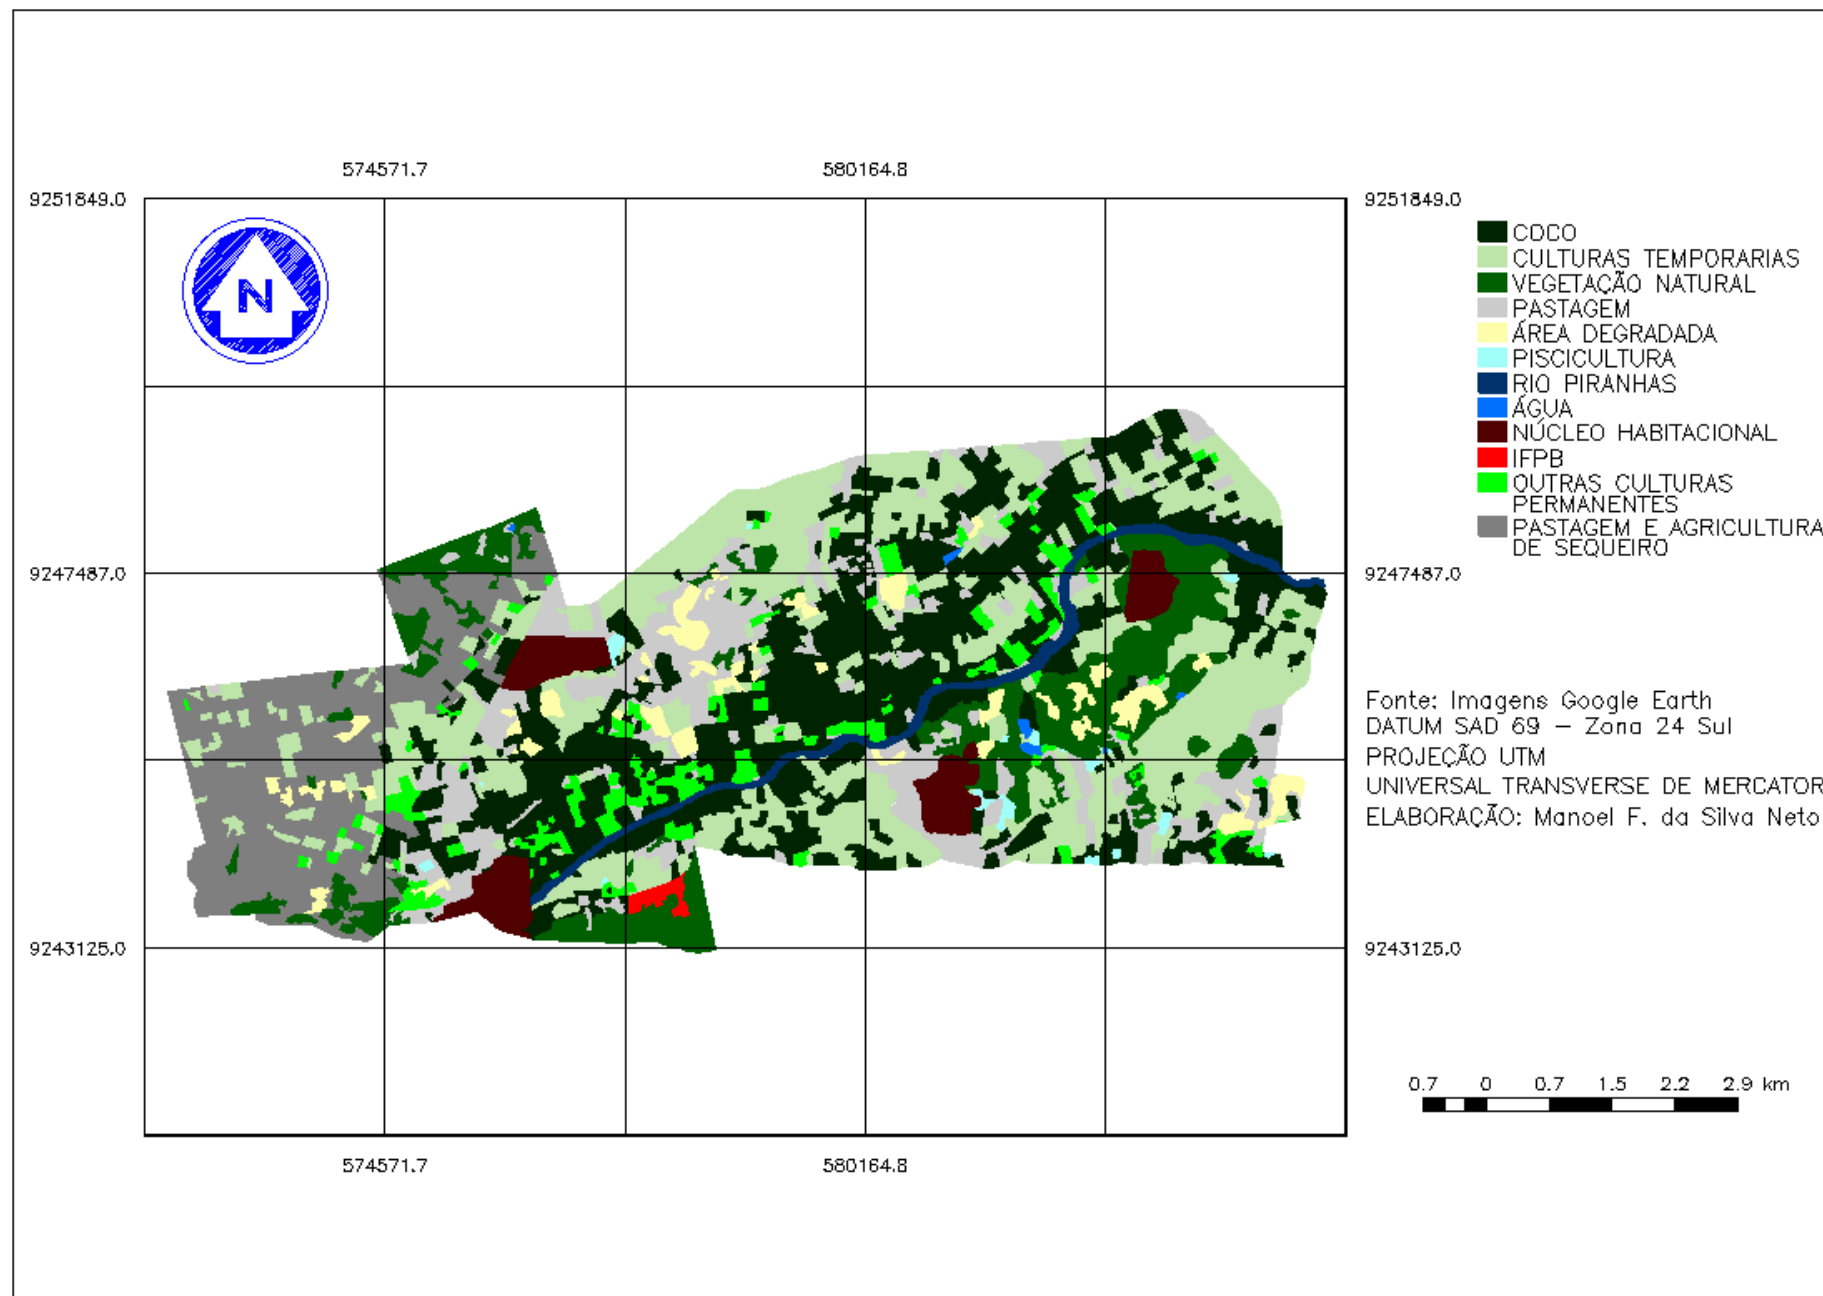 574571.7 580164.8
9251849.0 9251849.0
N
COCO
CULTURAS TEMPORARIAS
VEGETAÇÃO NATURAL
PASTAGEM
ÁREA DEGRADADA
PISCICULTURA
RIO PIRANHAS
ÁGUA
NÚCLEO HABITACIONAL
IFPB
OUTRAS CULTURAS
PERMANENTES
PASTAGEM E AGRICULTURA
DE SEQUEIRO
9247487.0 9247487.0
Fonte: Imagens Google Earth
DATUM SAD 69 – Zona 24 Sul
PROJEÇÃO UTM
UNIVERSAL TRANSVERSE DE MERCATOR
ELABORAÇÃO: Manoel F. da Silva Neto
9243125.0 9243125.0
0.7 0 0.7 1.5 2.2 2.9 km
574571.7 580164.8